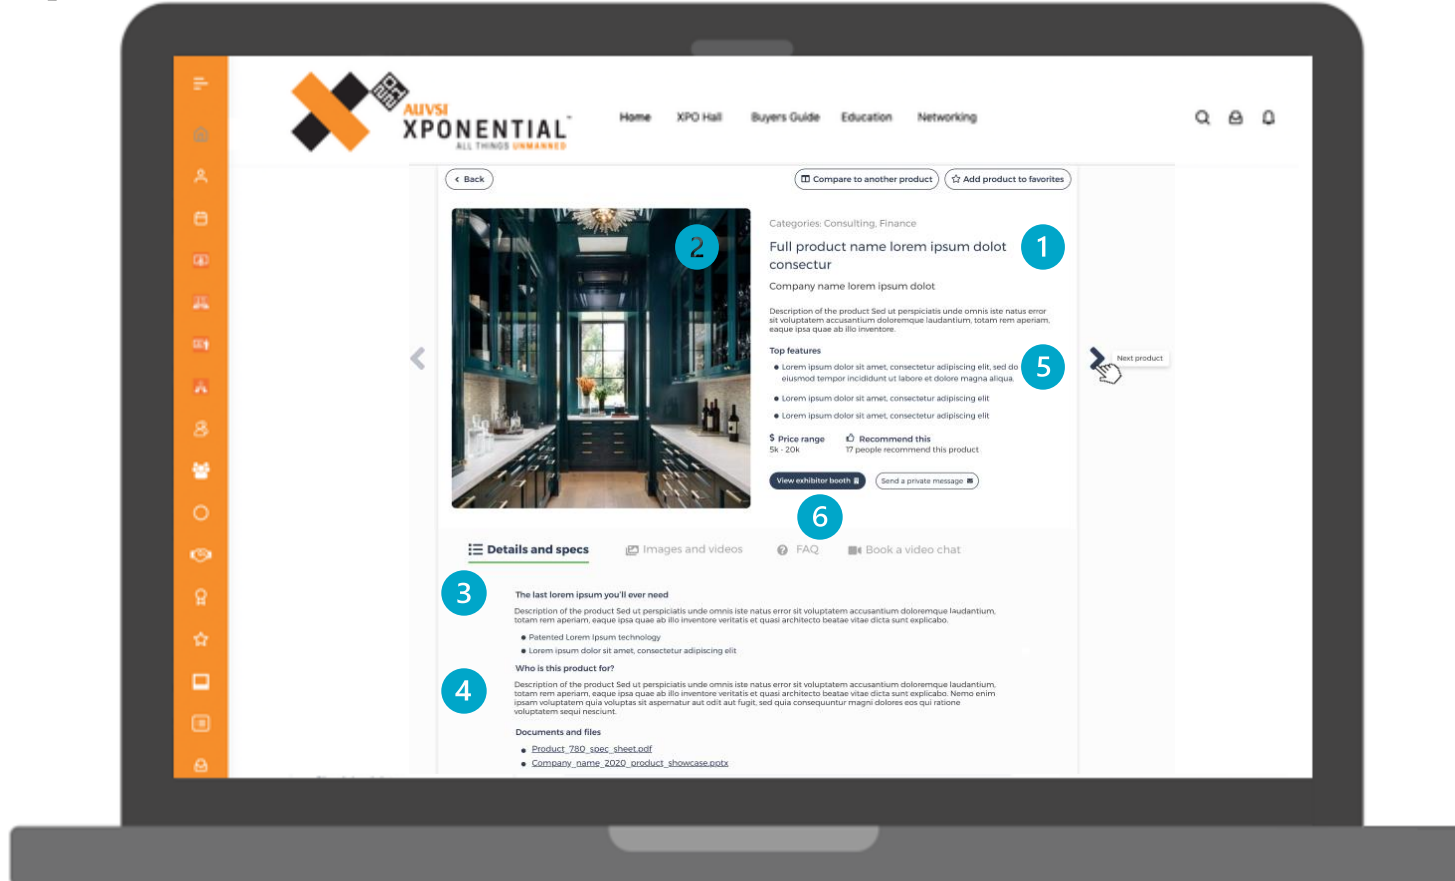 AUVSI
XPONENTIAL
ALL THINGS UNMANNED
Home XPO Hall Buyers Guide Education Networking
Back
Compare to another product
Add product to favorites
2
Categories: Consulting, Finance
Full product name lorem ipsum dolot
consectur
1
Company name lorem ipsum dolot
Description of the product Sed ut perspiciatis unde omnis iste natus error
sit voluptatem accusantium doloremque laudantium, totam rem aperiam,
eaque ipsa quae ab illo inventore.
Top features
• Lorem ipsum dolor sit amet, consectetur adipiscing elit, sed do
eiusmod tempor incididunt ut labore et dolore magna aliqua.
5
• Lorem ipsum dolor sit amet, consectetur adipiscing elit
• Lorem ipsum dolor sit amet, consectetur adipiscing elit
Next product
$ Price range
5k - 20k
Recommend this
17 people recommend this product
View exhibitor booth
Send a private message
6
Details and specs Images and videos FAQ Book a video chat
3
The last lorem ipsum you'll ever need
Description of the product Sed ut perspiciatis unde omnis iste natus error sit voluptatem accusantium doloremque laudantium,
totam rem aperiam, eaque ipsa quae ab illo inventore veritatis et quasi architecto beatae vitae dicta sunt explicabo.
• Patented Lorem Ipsum technology
• Lorem ipsum dolor sit amet, consectetur adipiscing elit
4
Who is this product for?
Description of the product Sed ut perspiciatis unde omnis iste natus error sit voluptatem accusantium doloremque laudantium,
totam rem aperiam, eaque ipsa quae ab illo inventore veritatis et quasi architecto beatae vitae dicta sunt explicabo. Nemo enim
ipsam voluptatem quia voluptas sit aspernatur aut odit aut fugit, sed quia consequuntur magni dolores eos qui ratione
voluptatem sequi nesciunt.
Documents and files
• Product_780_spec_sheet.pdf
• Company_name_2020_product_showcase.pptx